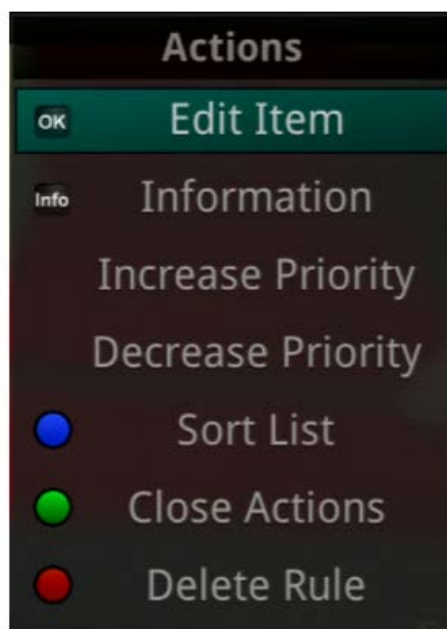 Actions
OK Edit Item
Info Information
Increase Priority
Decrease Priority
Sort List
Close Actions
Delete Rule